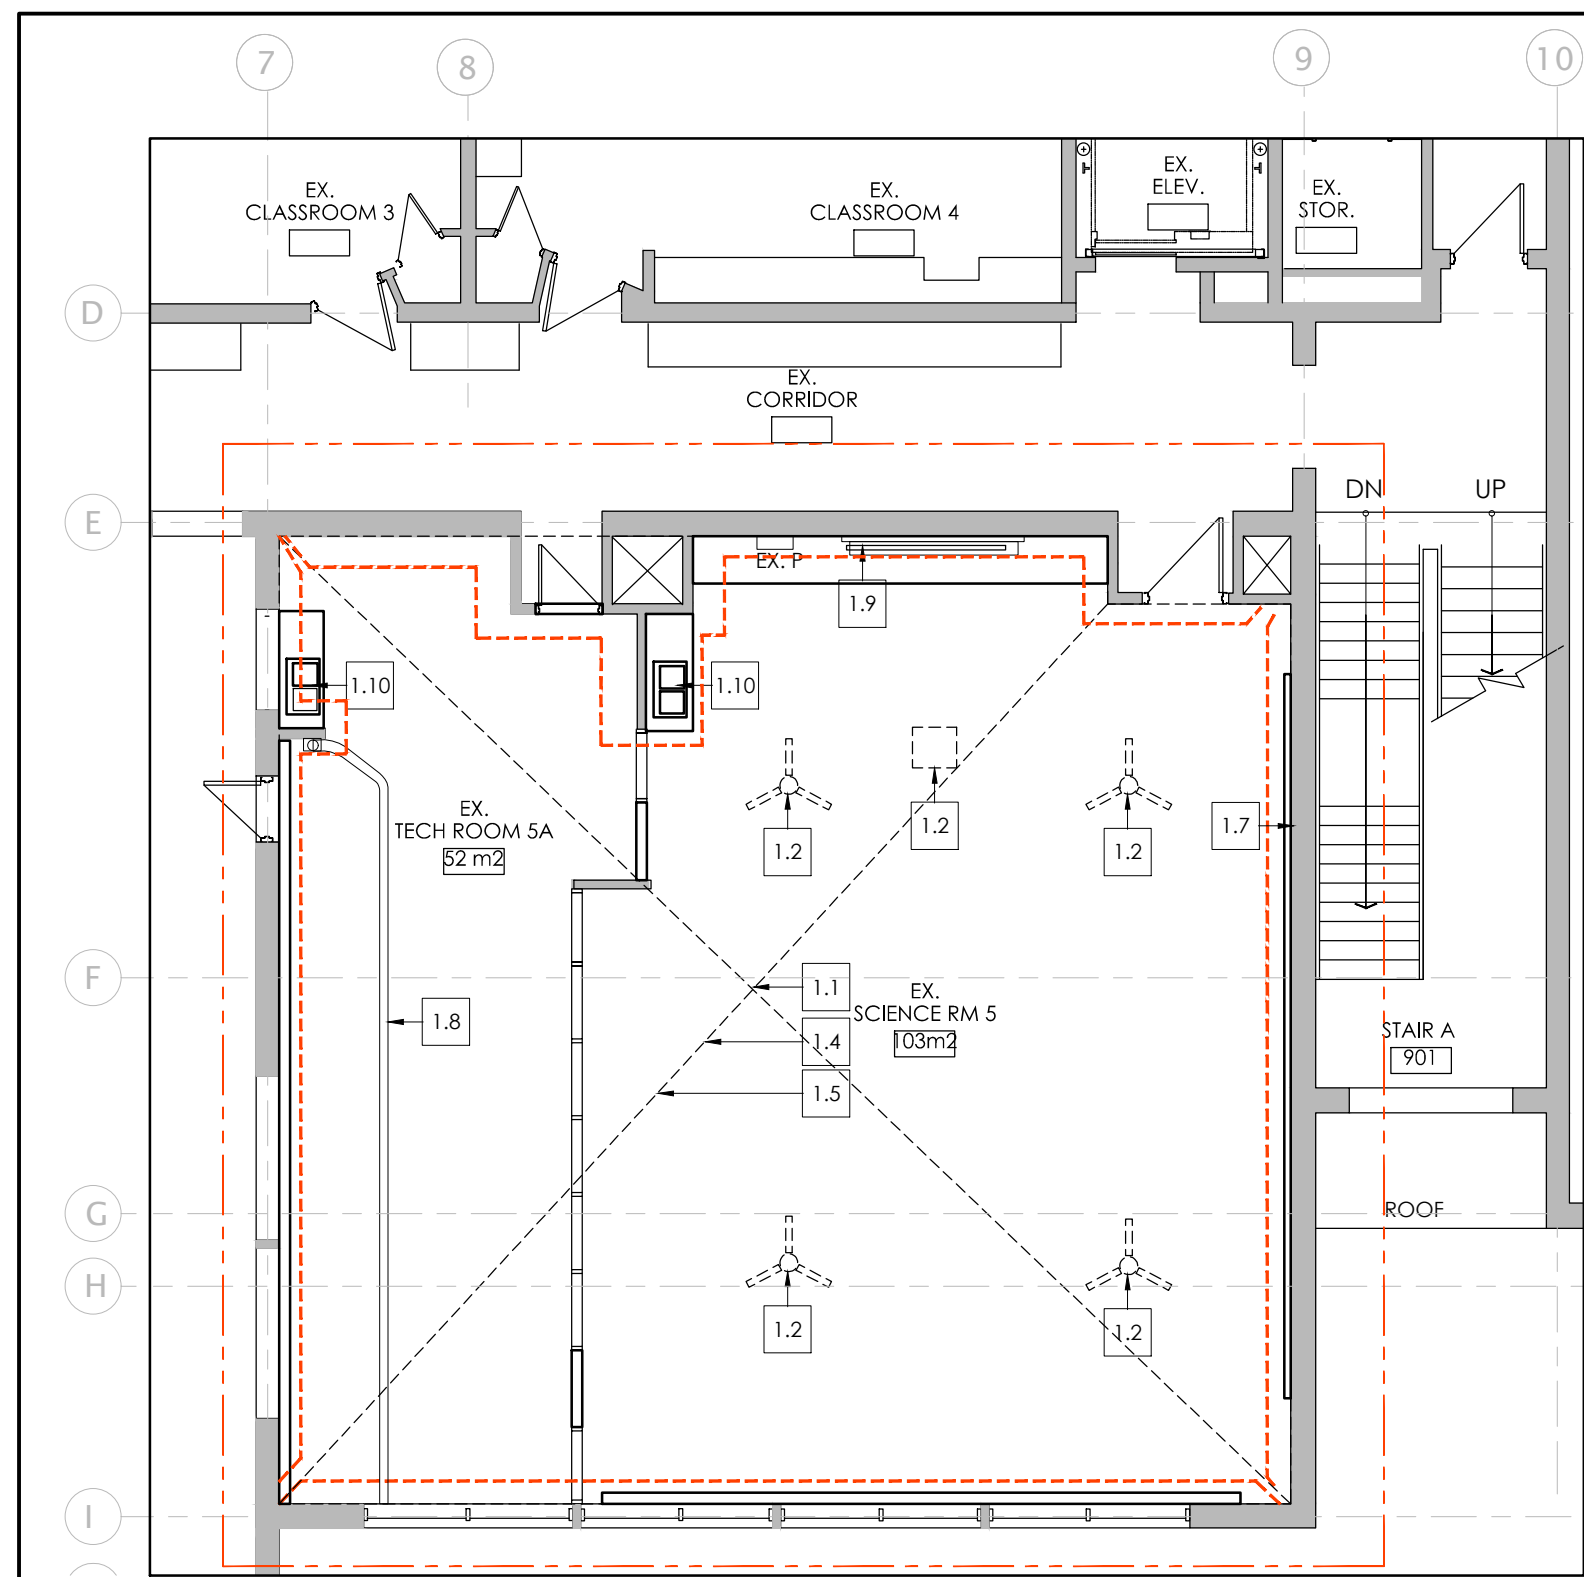 7
8
9
10
EX.
CLASSROOM 3
EX.
CLASSROOM 4
EX.
ELEV.
EX.
STOR.
D
EX.
CORRIDOR
E
DN
UP
EX. P
1.9
1.10
1.10
1.2
1.2
1.2
1.7
EX.
TECH ROOM 5A
52 m2
F
1.1
EX.
SCIENCE RM 5
103m2
1.8
1.4
1.5
STAIR A
901
G
ROOF
H
1.2
1.2
I